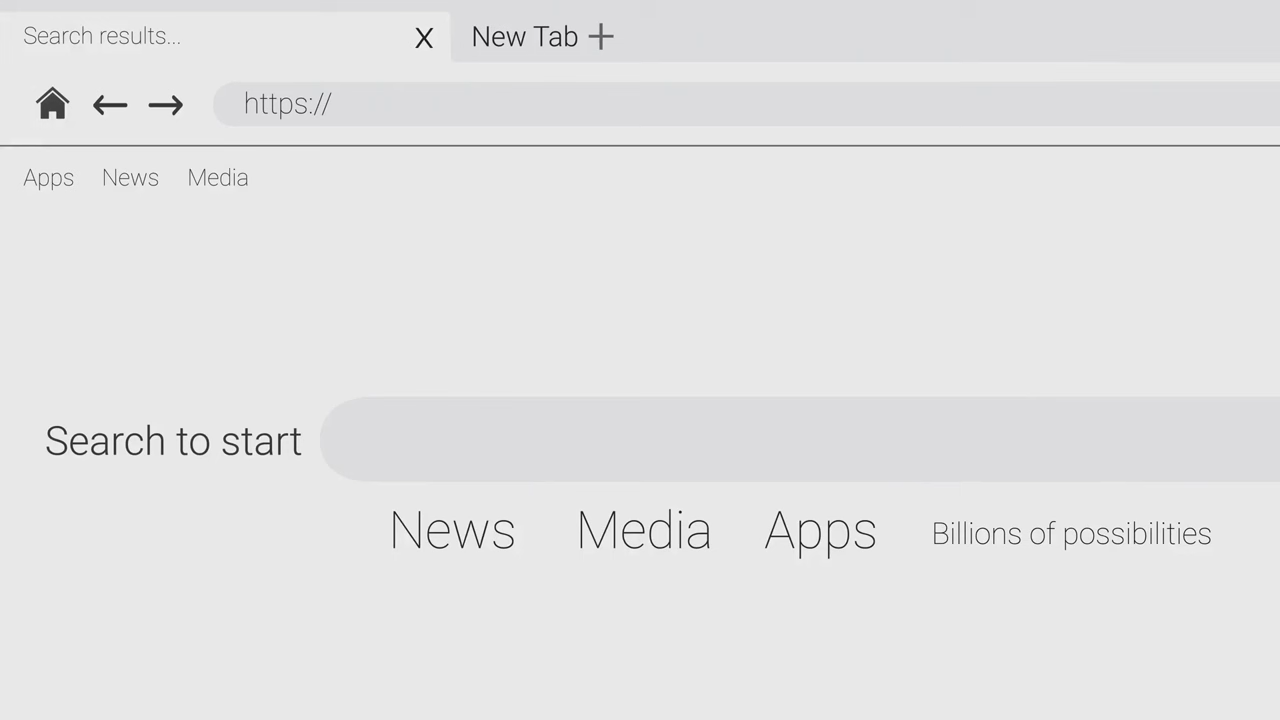 Search results... X New Tab +
https://
Apps News Media
Search to start
News Media Apps Billions of possibilities